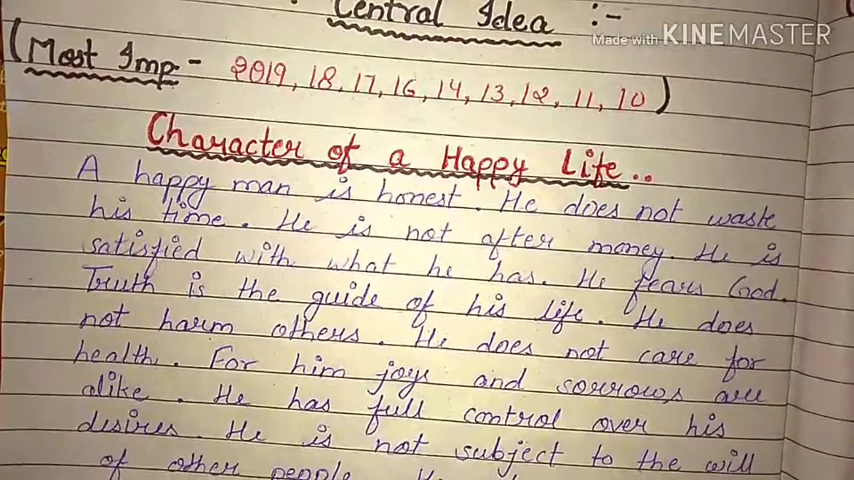 Central Idea :-
Made with KINEMASTER
(Most Imp - 2019, 18, 17, 16, 14, 13, 12, 11, 10)
Character of a Happy Life..
A happy man is honest. He does not waste
his time. He is not after money. He is
satisfied with what he has. He fears God.
Truth is the guide of his life. He does
not harm others. He does not care for
health. For him joys and sorrows are
alike. He has full control over his
desires. He is not subject to the will
of other people.